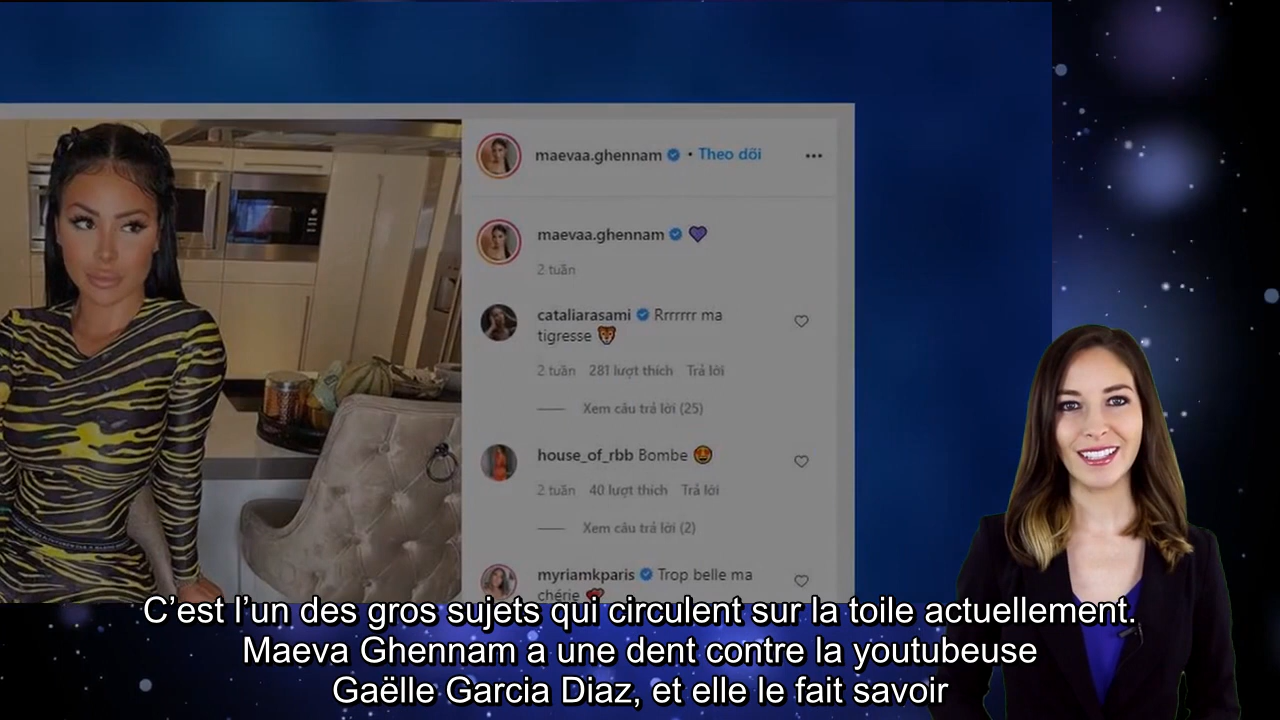 maevaa.ghennam • Theo dõi
maevaa.ghennam 💜
2 tuần
cataliarasami Rrrrrrr ma
tigresse 🐯
2 tuần 281 lượt thích Trả lời
Xem câu trả lời (25)
house_of_rbb Bombe 🤩
2 tuần 40 lượt thích Trả lời
Xem câu trả lời (2)
myriamkparis Trop belle ma
chérie
C’est l’un des gros sujets qui circulent sur la toile actuellement.
Maeva Ghennam a une dent contre la youtubeuse
Gaëlle Garcia Diaz, et elle le fait savoir